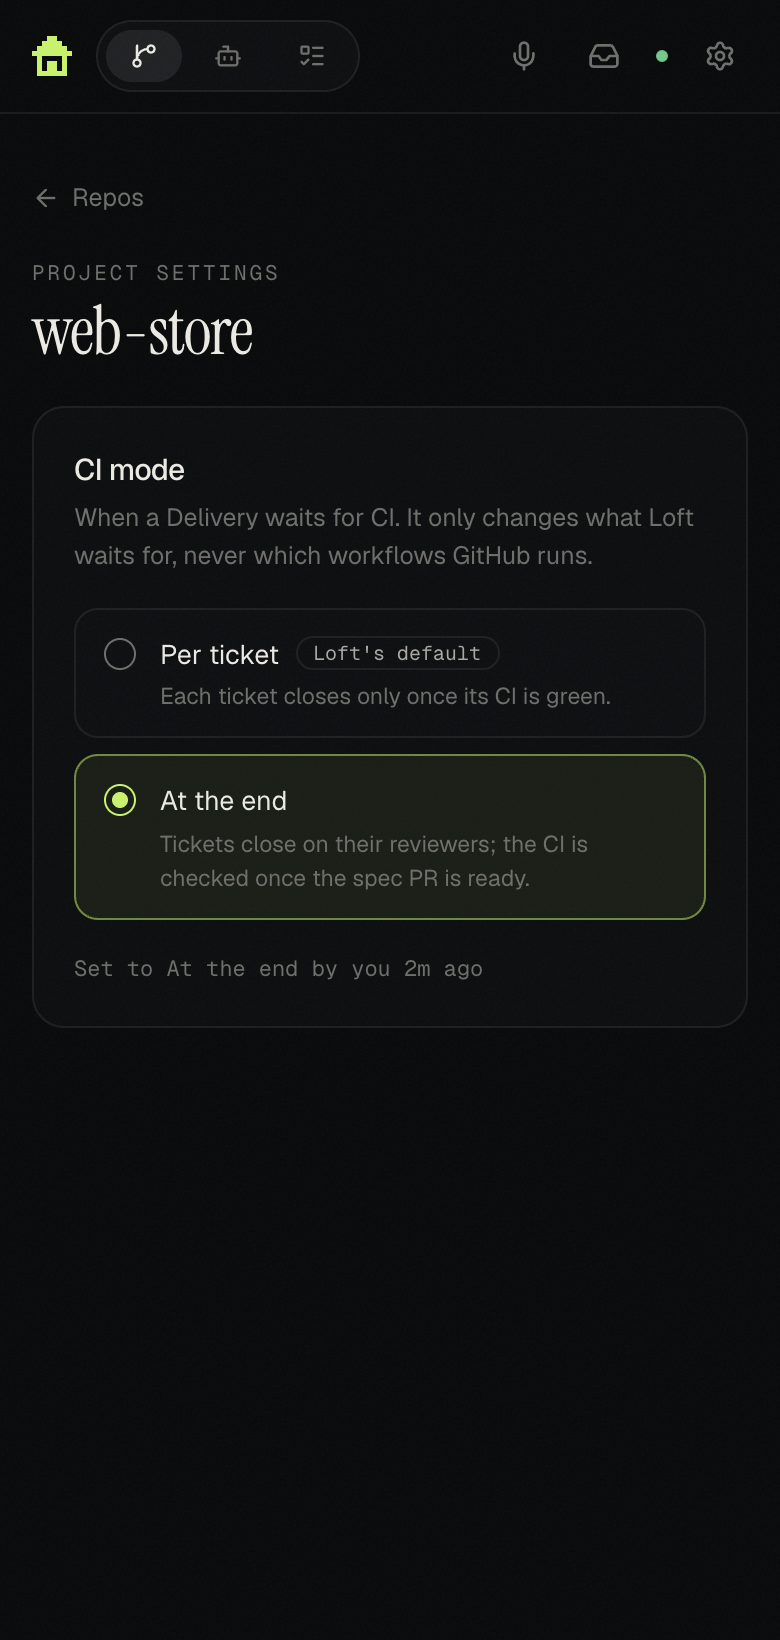 Repos
PROJECT SETTINGS
web-store
CI mode
When a Delivery waits for CI. It only changes what Loft
waits for, never which workflows GitHub runs.
Per ticket Loft's default
Each ticket closes only once its CI is green.
At the end
Tickets close on their reviewers; the CI is
checked once the spec PR is ready.
Set to At the end by you 2m ago